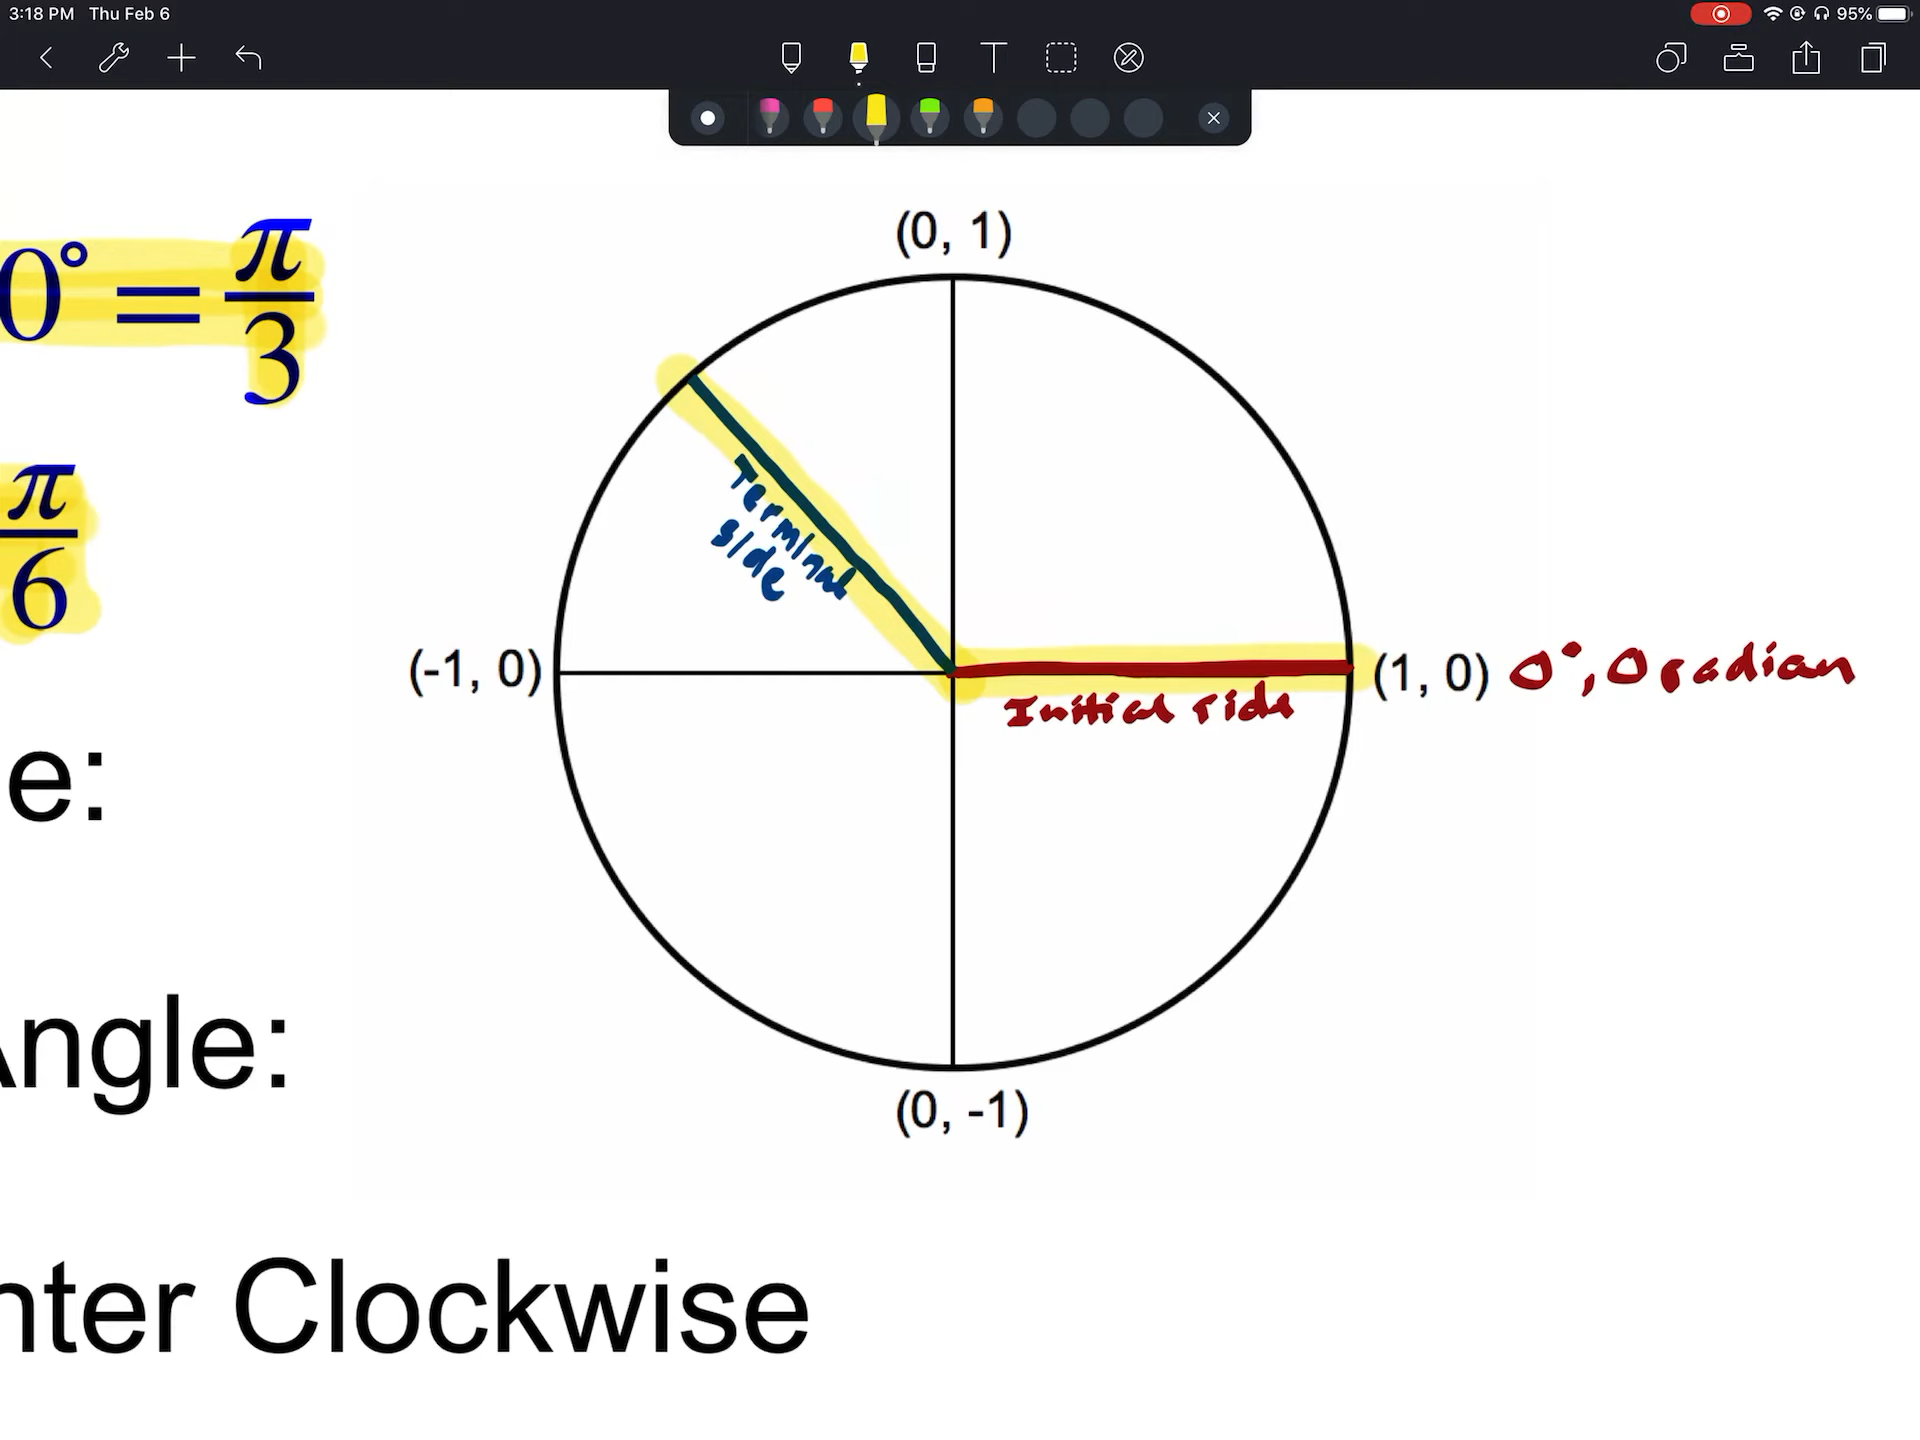 3:18 PM Thu Feb 6
95%
T
(0, 1)
0° = π/3
π/6
Terminal
side
(-1, 0)
(1, 0) 0°, 0 radian
Initial side
e:
Angle:
(0, -1)
nter Clockwise